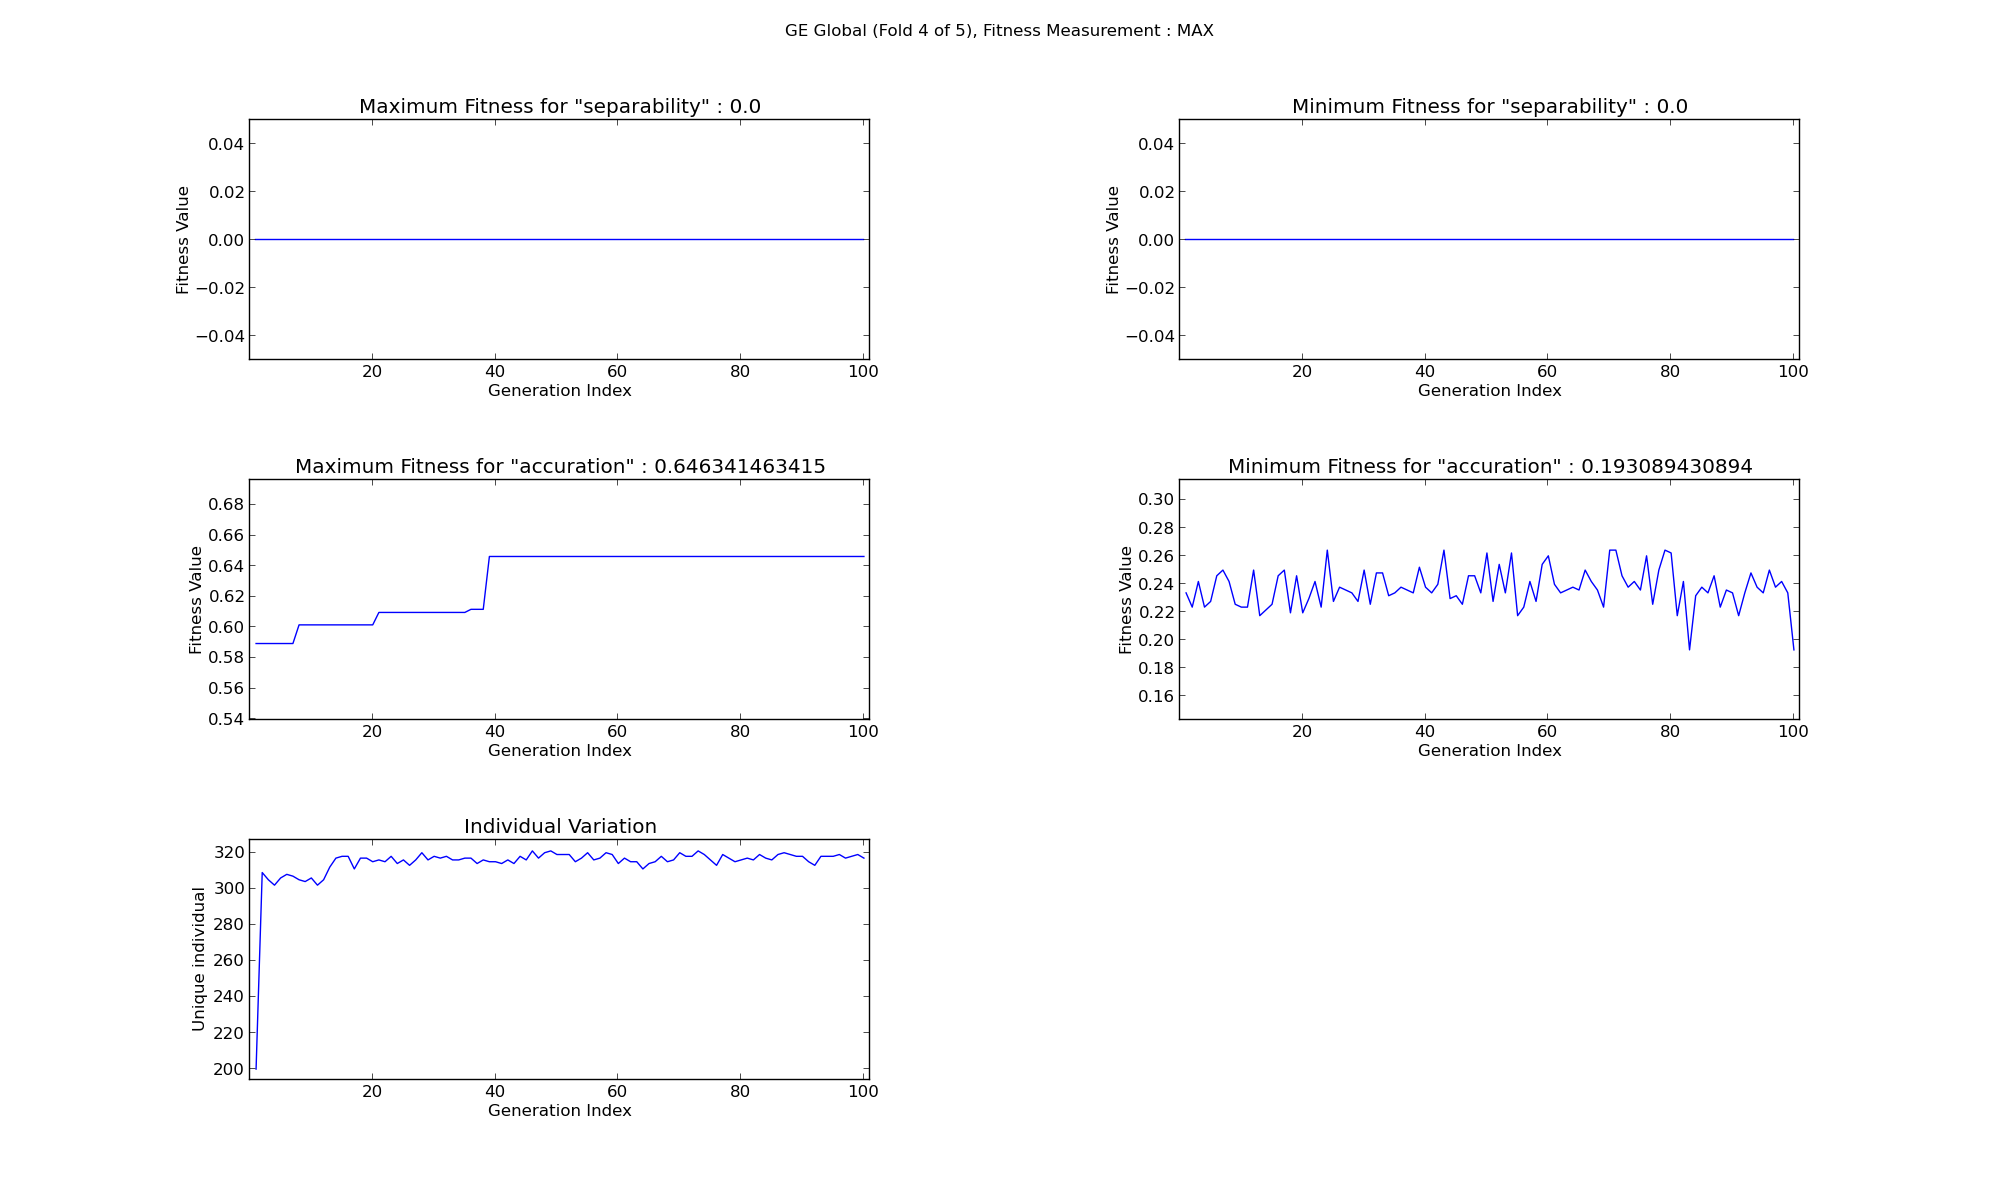 GE Global (Fold 4 of 5), Fitness Measurement : MAX
Maximum Fitness for "separability" : 0.0
Fitness Value
0.04
0.02
0.00
−0.02
−0.04
20 40 60 80 100
Generation Index
Minimum Fitness for "separability" : 0.0
Fitness Value
0.04
0.02
0.00
−0.02
−0.04
20 40 60 80 100
Generation Index
Maximum Fitness for "accuration" : 0.646341463415
Fitness Value
0.68
0.66
0.64
0.62
0.60
0.58
0.56
0.54
20 40 60 80 100
Generation Index
Minimum Fitness for "accuration" : 0.193089430894
Fitness Value
0.30
0.28
0.26
0.24
0.22
0.20
0.18
0.16
20 40 60 80 100
Generation Index
Individual Variation
Unique individual
320
300
280
260
240
220
200
20 40 60 80 100
Generation Index